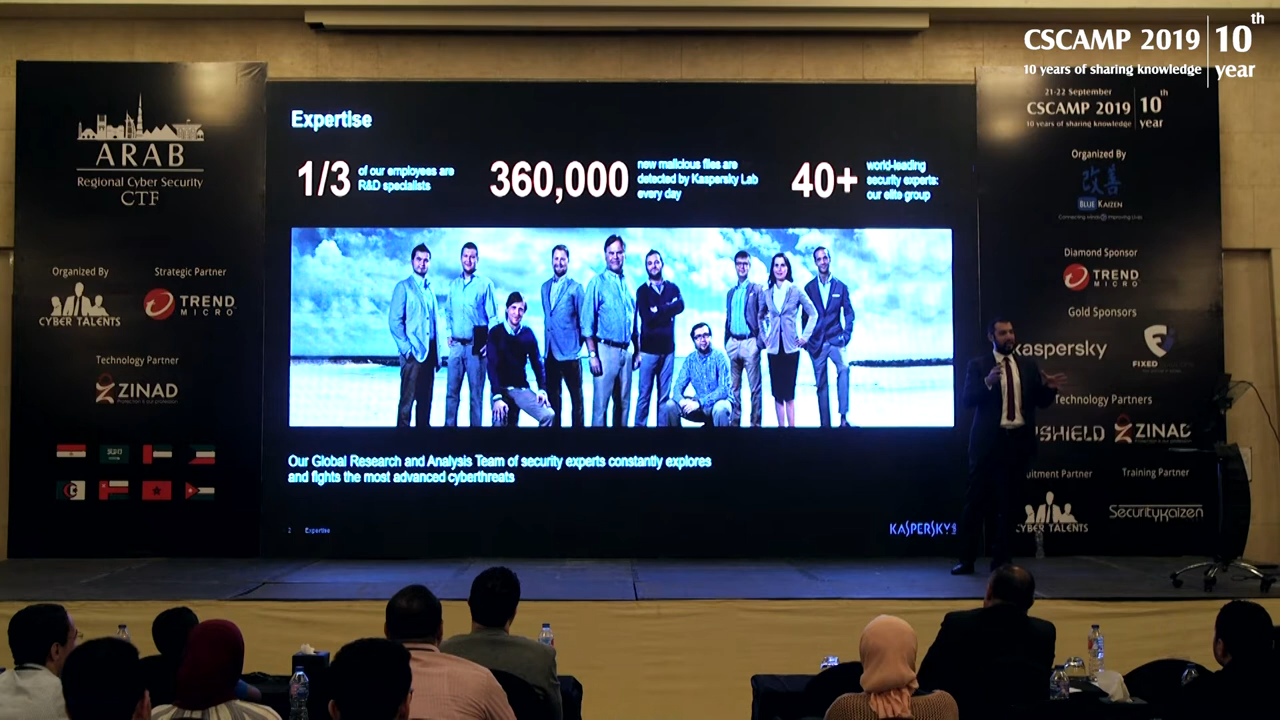 CSCAMP 2019
10 years of sharing knowledge
10th
year
ARAB
Regional Cyber Security
CTF
Organized By
CYBER TALENTS
Strategic Partner
TREND
MICRO
Technology Partner
ZINAD
Expertise
1/3
of our employees are
R&D specialists
360,000
new malicious files are
detected by Kaspersky Lab
every day
40+
world-leading
security experts:
our elite group
Our Global Research and Analysis Team of security experts constantly explores
and fights the most advanced cyberthreats
2 Expertise
KASPERSKY
21-22 September
CSCAMP 2019
10 years of sharing knowledge
10th
year
Organized By
改善
BLUE KAIZEN
Diamond Sponsor
TREND
MICRO
Gold Sponsors
kaspersky
FIXED
Technology Partners
SHIELD
ZINAD
Training Partner
CYBER TALENTS
SecurityKaizen